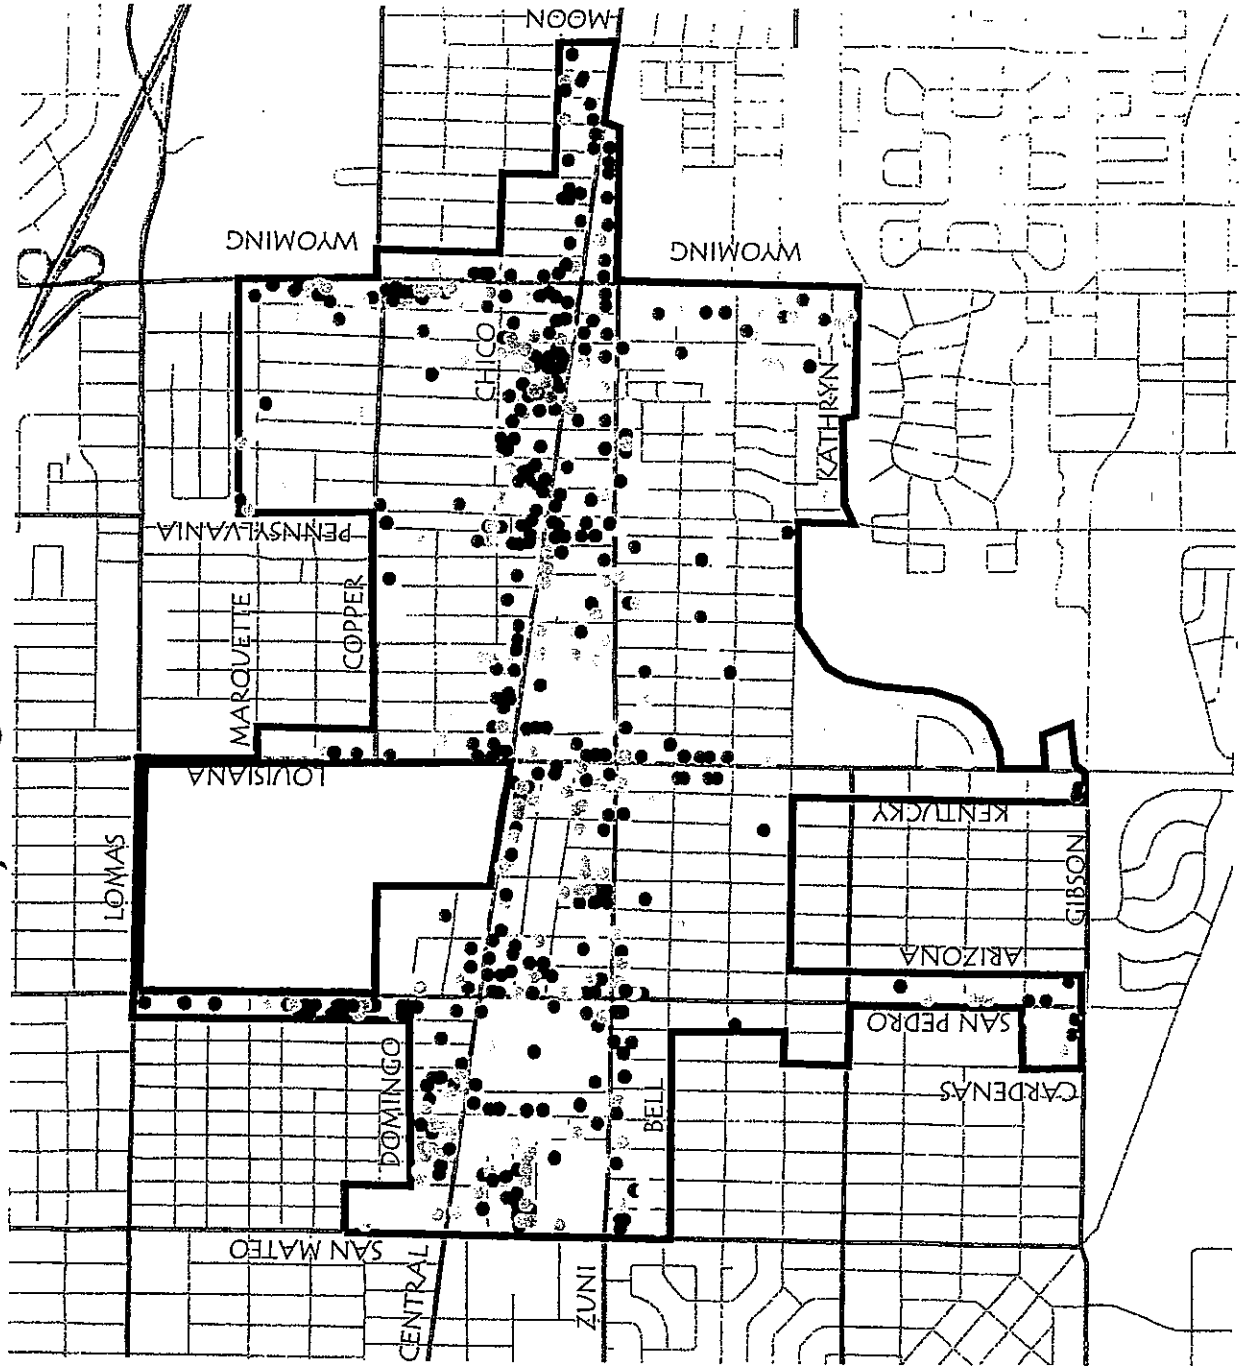 MOON
WYOMING
WYOMING
CHICO
KATHRYN
PENNSYLVANIA
MARQUETTE
COPPER
LOUISIANA
LOMAS
KENTUCKY
GIBSON
ARIZONA
SAN PEDRO
DOMINGO
BELL
CARDENAS
SAN MATEO
CENTRAL
ZUNI